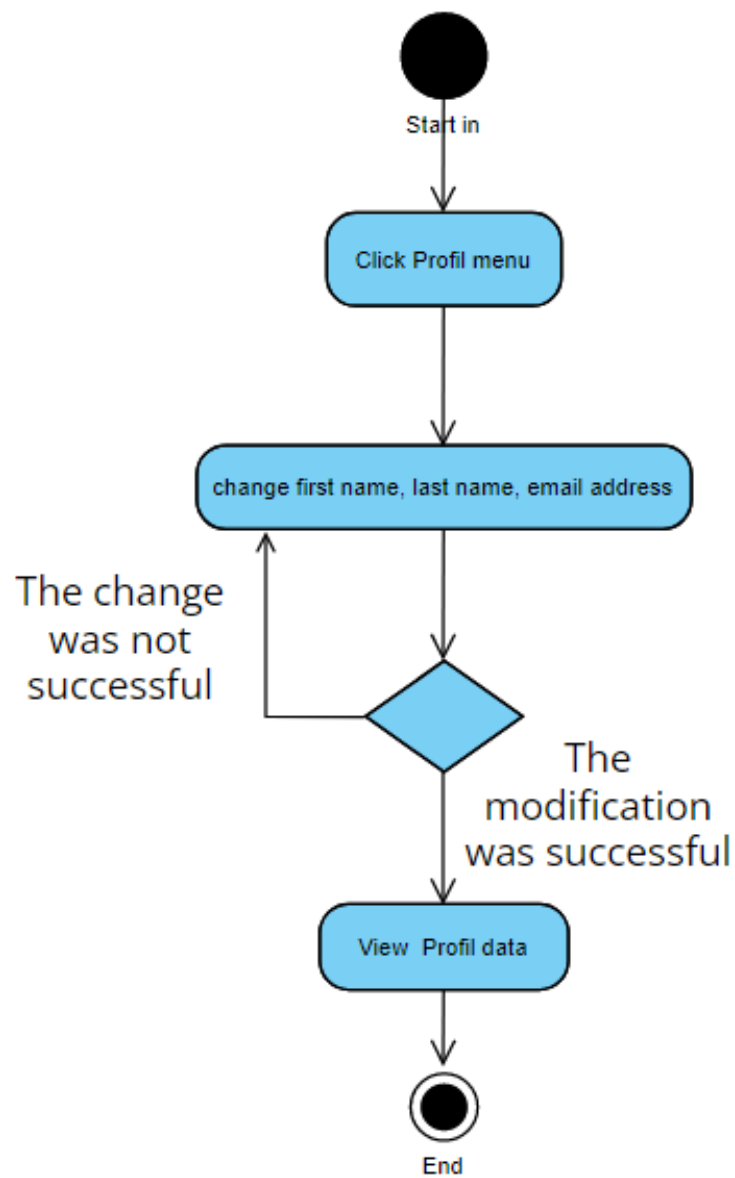 Start in
Click Profil menu
change first name, last name, email address
The change
was not
successful
The
modification
was successful
View  Profil data
End